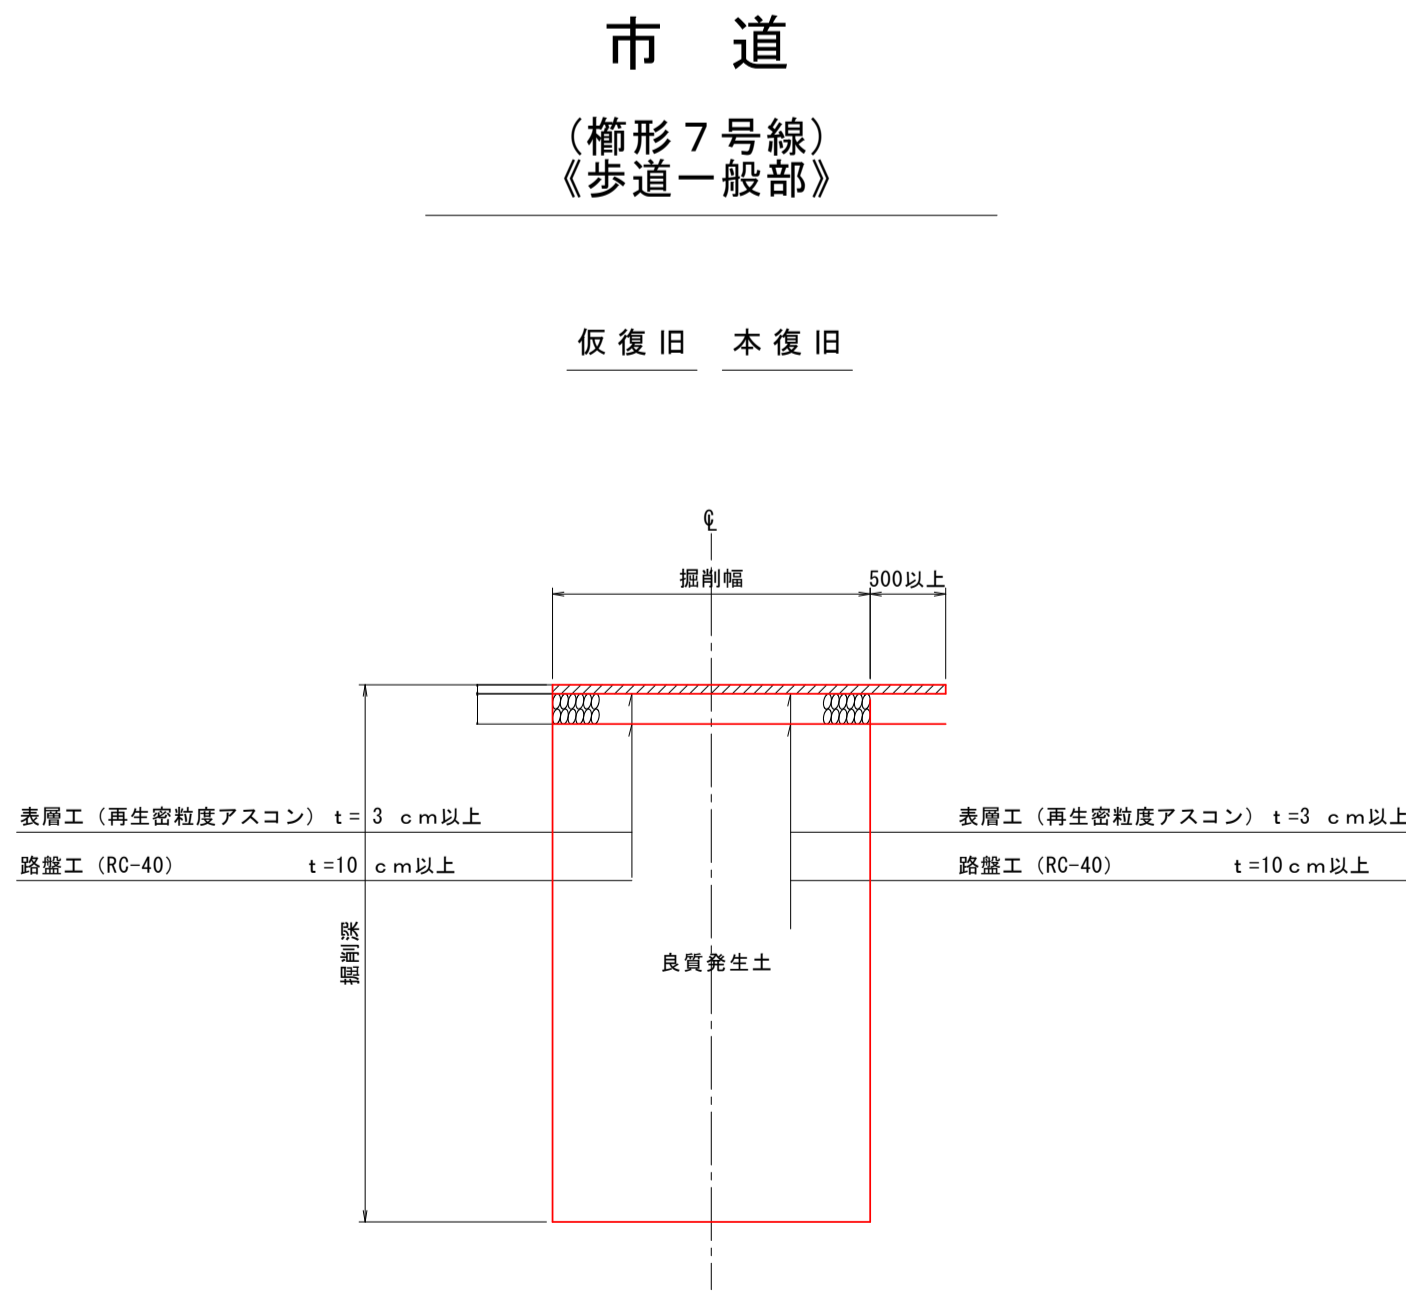 市 道
(櫛形7号線)
《歩道一般部》
仮復旧 本復旧
℄
掘削幅 500以上
表層工(再生密粒度アスコン) t= 3 cm以上
路盤工(RC-40) t=10 cm以上
表層工(再生密粒度アスコン) t=3 cm以上
路盤工(RC-40) t=10cm以上
掘削深
良質発生土